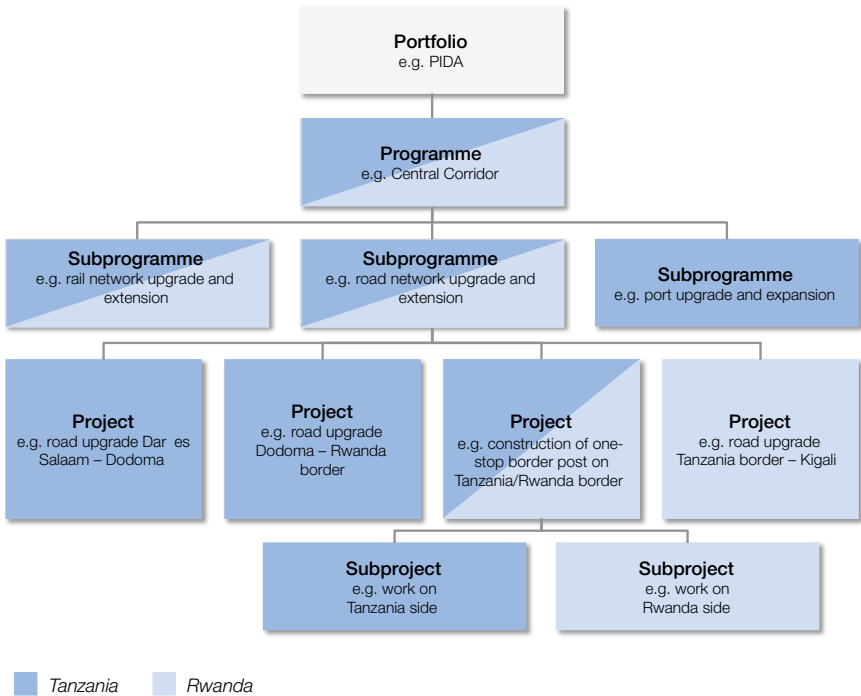 Portfolio
e.g. PIDA
Programme
e.g. Central Corridor
Subprogramme
e.g. rail network upgrade and
extension
Subprogramme
e.g. road network upgrade and
extension
Subprogramme
e.g. port upgrade and expansion
Project
e.g. road upgrade Dar es
Salaam – Dodoma
Project
e.g. road upgrade
Dodoma – Rwanda
border
Project
e.g. construction of one-
stop border post on
Tanzania/Rwanda border
Project
e.g. road upgrade
Tanzania border – Kigali
Subproject
e.g. work on
Tanzania side
Subproject
e.g. work on
Rwanda side
Tanzania
Rwanda